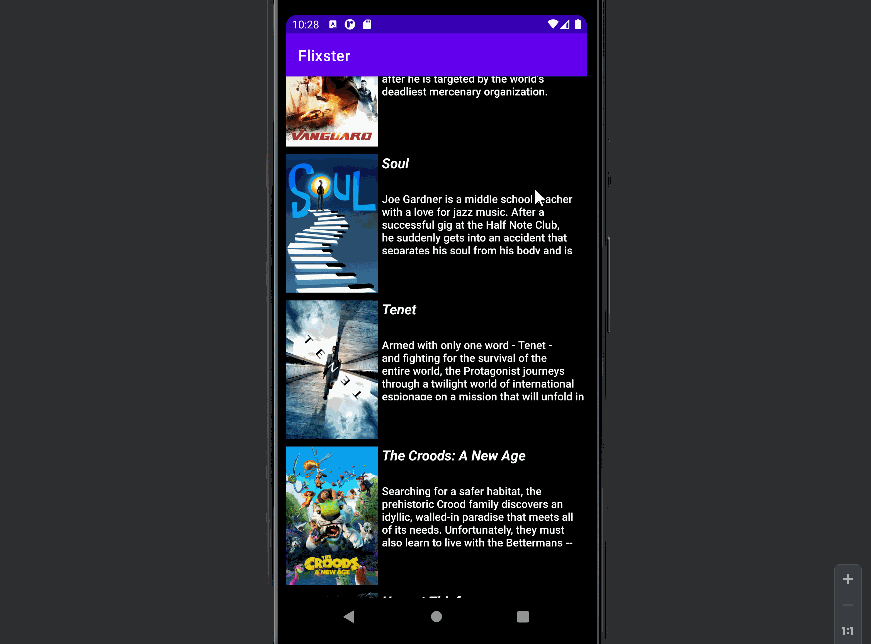 10:28
Flixster
after he is targeted by the world's
deadliest mercenary organization.
VANGUARD
Soul
SOUL
Joe Gardner is a middle school teacher
with a love for jazz music. After a
successful gig at the Half Note Club,
he suddenly gets into an accident that
separates his soul from his body and is
Tenet
TENET
Armed with only one word - Tenet -
and fighting for the survival of the
entire world, the Protagonist journeys
through a twilight world of international
espionage on a mission that will unfold in
The Croods: A New Age
Searching for a safer habitat, the
prehistoric Crood family discovers an
idyllic, walled-in paradise that meets all
of its needs. Unfortunately, they must
also learn to live with the Bettermans --
THE
CROODS
A NEW AGE
1:1